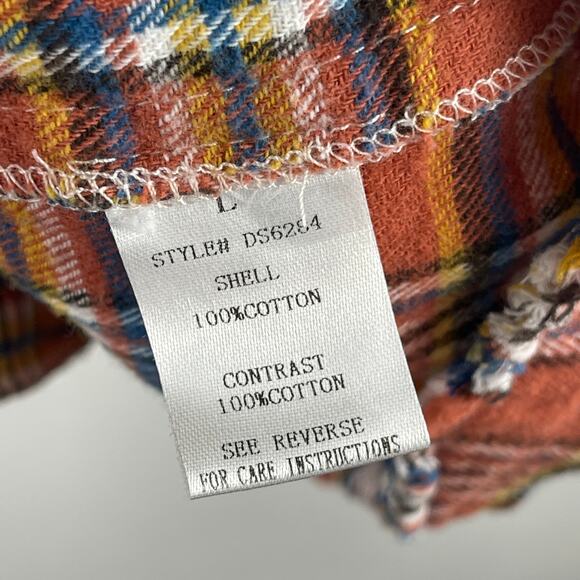 L
STYLE# DS6284
SHELL
100%COTTON
CONTRAST
100%COTTON
SEE REVERSE
FOR CARE INSTRUCTIONS